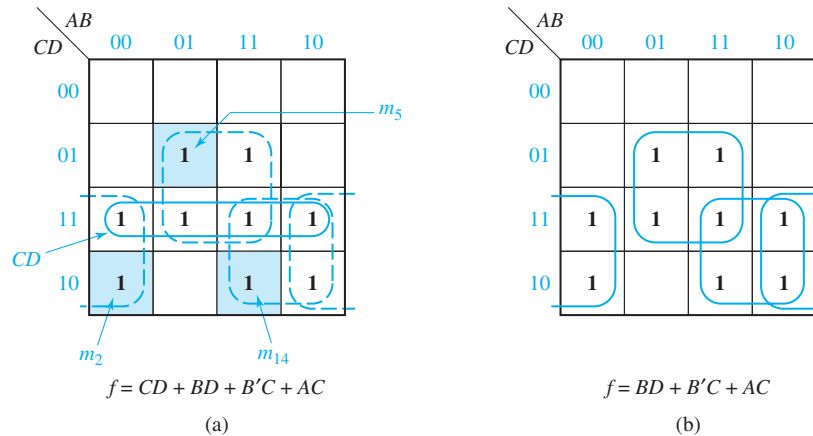 AB
CD
00 01 11 10
00
01 1 1
11 1 1 1 1
10 1 1 1
m5
CD
m2
m14
f = CD + BD + B′C + AC
(a)
AB
CD
00 01 11 10
00
01 1 1
11 1 1 1 1
10 1 1 1
f = BD + B′C + AC
(b)